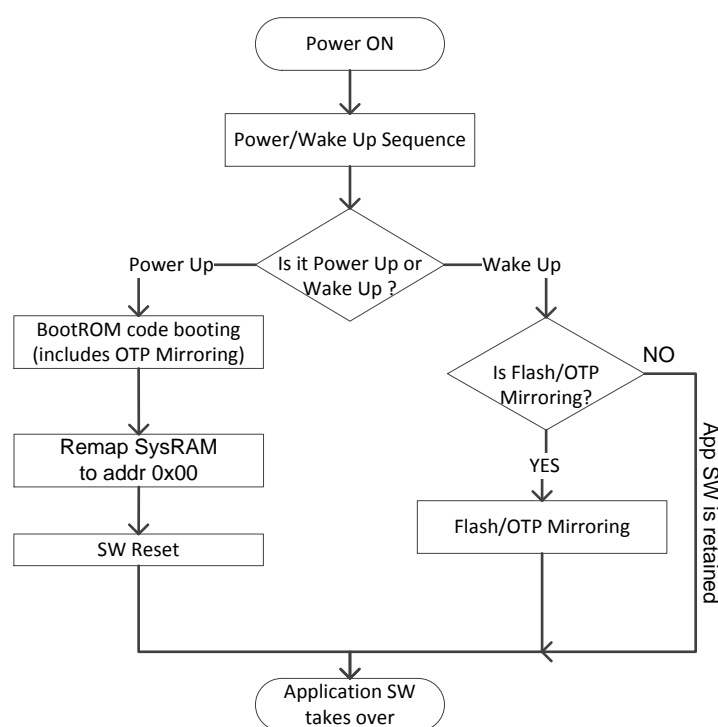 Power ON
Power/Wake Up Sequence
Is it Power Up or
Wake Up ?
Power Up
Wake Up
BootROM code booting
(includes OTP Mirroring)
Is Flash/OTP
Mirroring?
NO
Remap SysRAM
to addr 0x00
YES
App SW is retained
SW Reset
Flash/OTP Mirroring
Application SW
takes over